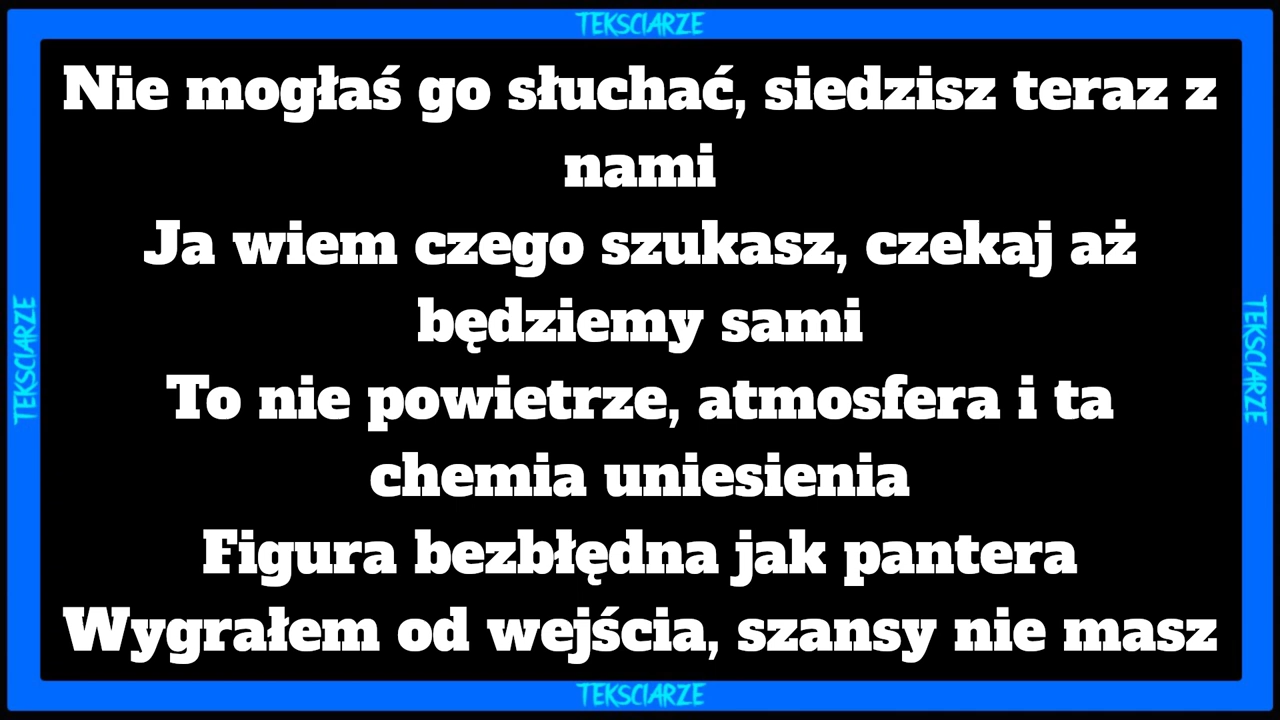 TEKSCIARZE
Nie mogłaś go słuchać, siedzisz teraz z
nami
Ja wiem czego szukasz, czekaj aż
będziemy sami
To nie powietrze, atmosfera i ta
chemia uniesienia
Figura bezbłędna jak pantera
Wygrałem od wejścia, szansy nie masz
TEKSCIARZE
TEKSCIARZE
TEKSCIARZE